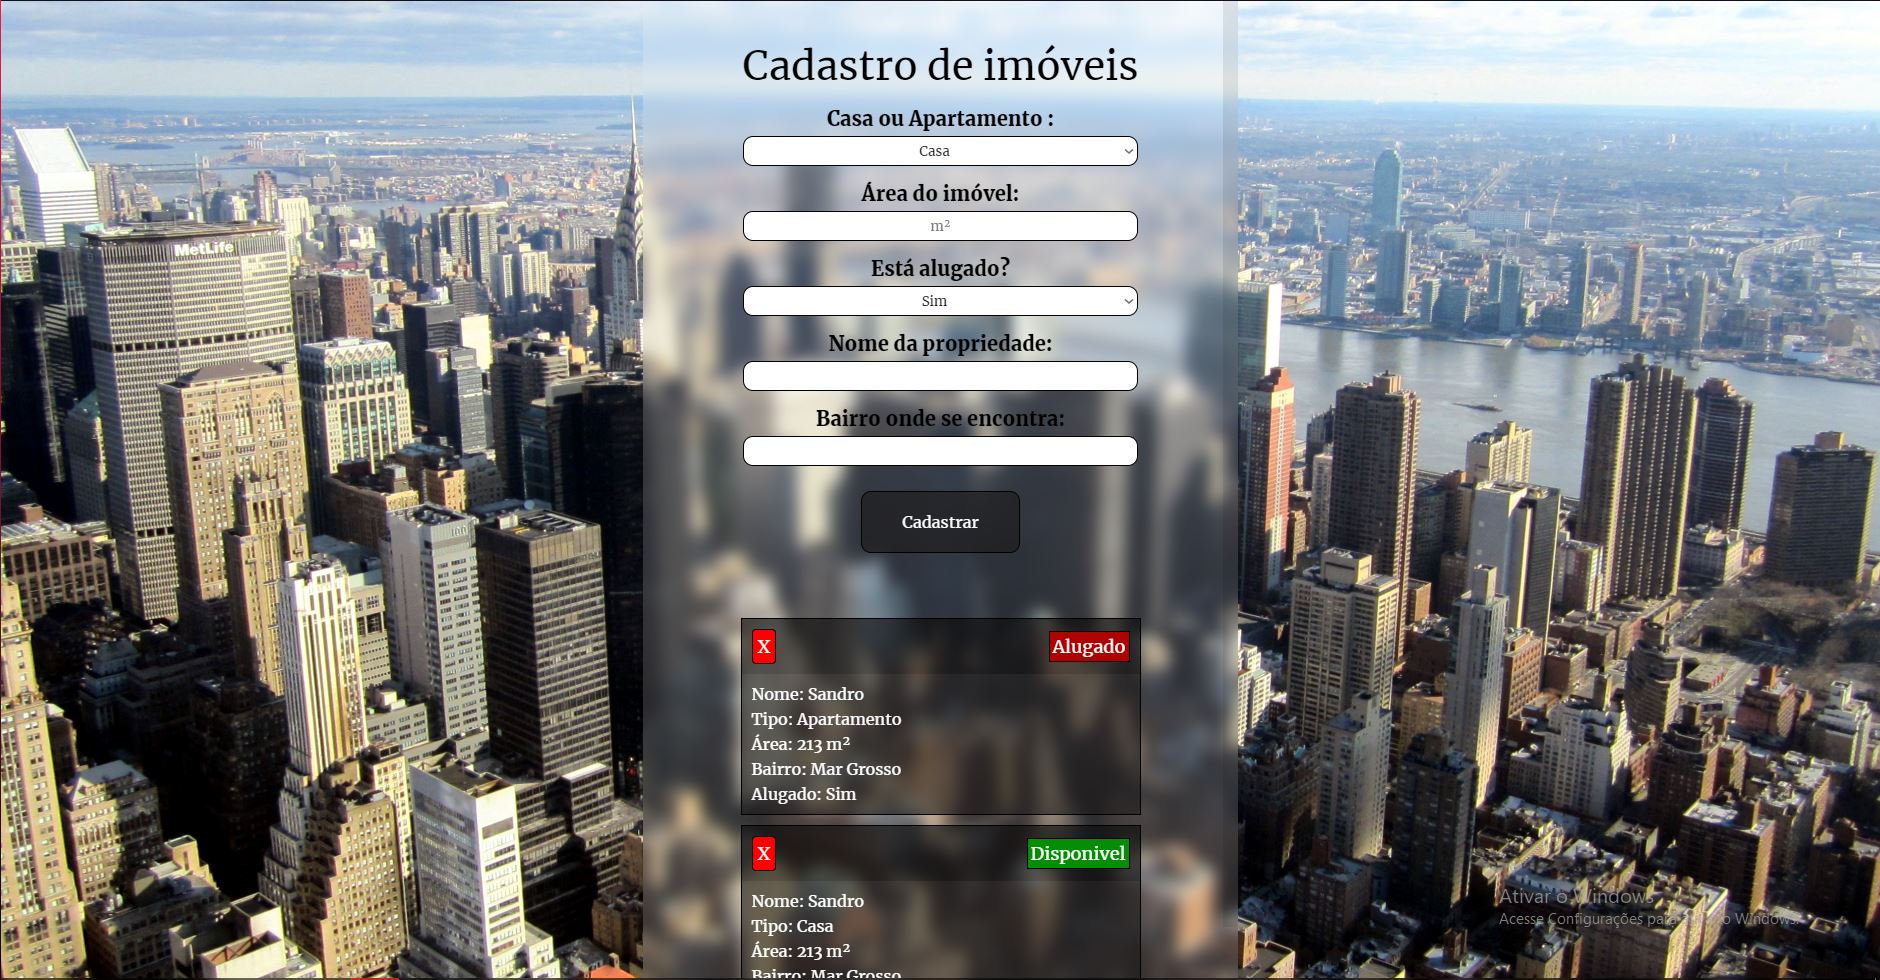 MetLife
Cadastro de imóveis
Casa ou Apartamento :
Casa
Área do imóvel:
m²
Está alugado?
Sim
Nome da propriedade:
Bairro onde se encontra:
Cadastrar
X Alugado
Nome: Sandro
Tipo: Apartamento
Área: 213 m²
Bairro: Mar Grosso
Alugado: Sim
X Disponivel
Nome: Sandro
Tipo: Casa
Área: 213 m²
Bairro: Mar Grosso
Ativar o Windows
Acesse Configurações para o Windows.